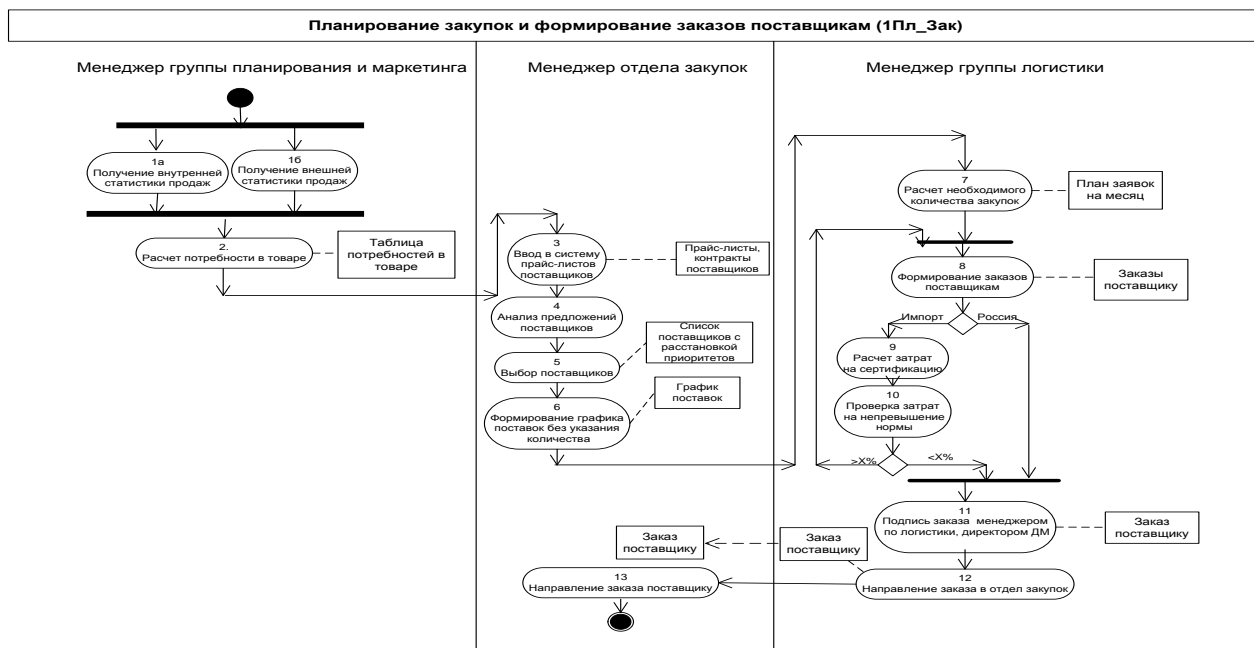 Планирование закупок и формирование заказов поставщикам (1Пл_Зак)
Менеджер группы планирования и маркетинга
1а
Получение внутренней
статистики продаж
1б
Получение внешней
статистики продаж
2.
Расчет потребности в товаре
Таблица
потребностей в
товаре
Менеджер отдела закупок
3
Ввод в систему
прайс-листов
поставщиков
Прайс-листы,
контракты
поставщиков
4
Анализ предложений
поставщиков
5
Выбор поставщиков
Список
поставщиков с
расстановкой
приоритетов
6
Формирование графика
поставок без указания
количества
График
поставок
Менеджер группы логистики
7
Расчет необходимого
количества закупок
План заявок
на месяц
8
Формирование заказов
поставщикам
Заказы
поставщику
Импорт
Россия
9
Расчет затрат
на сертификацию
10
Проверка затрат
на непревышение
нормы
>X%
<X%
11
Подпись заказа менеджером
по логистики, директором ДМ
Заказ
поставщику
12
Направление заказа в отдел закупок
Заказ
поставщику
Заказ
поставщику
13
Направление заказа поставщику